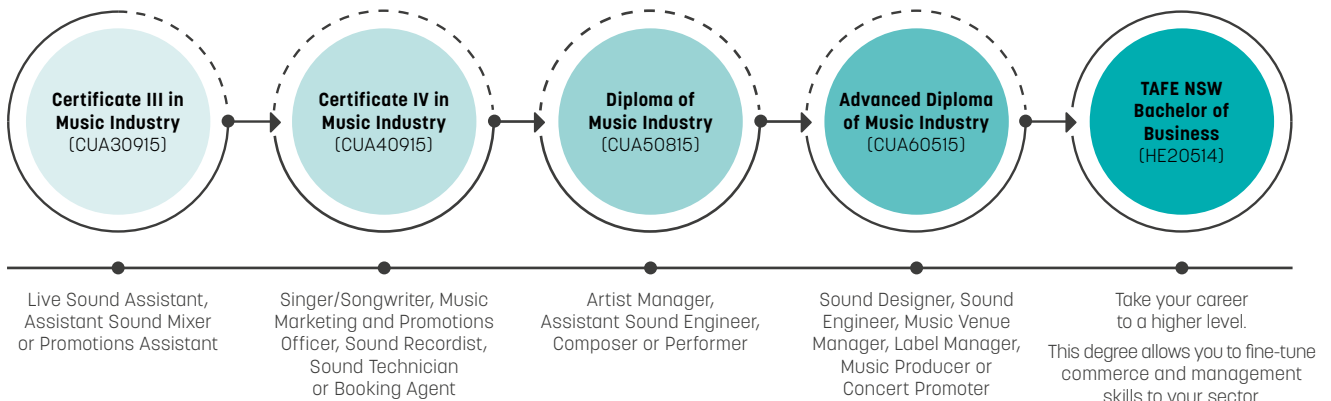 Certificate III in
Music Industry
(CUA30915)
Certificate IV in
Music Industry
(CUA40915)
Diploma of
Music Industry
(CUA50815)
Advanced Diploma
of Music Industry
(CUA60515)
TAFE NSW
Bachelor of
Business
(HE20514)
Live Sound Assistant,
Assistant Sound Mixer
or Promotions Assistant
Singer/Songwriter, Music
Marketing and Promotions
Officer, Sound Recordist,
Sound Technician
or Booking Agent
Artist Manager,
Assistant Sound Engineer,
Composer or Performer
Sound Designer, Sound
Engineer, Music Venue
Manager, Label Manager,
Music Producer or
Concert Promoter
Take your career
to a higher level.
This degree allows you to fine-tune
commerce and management
skills to your sector